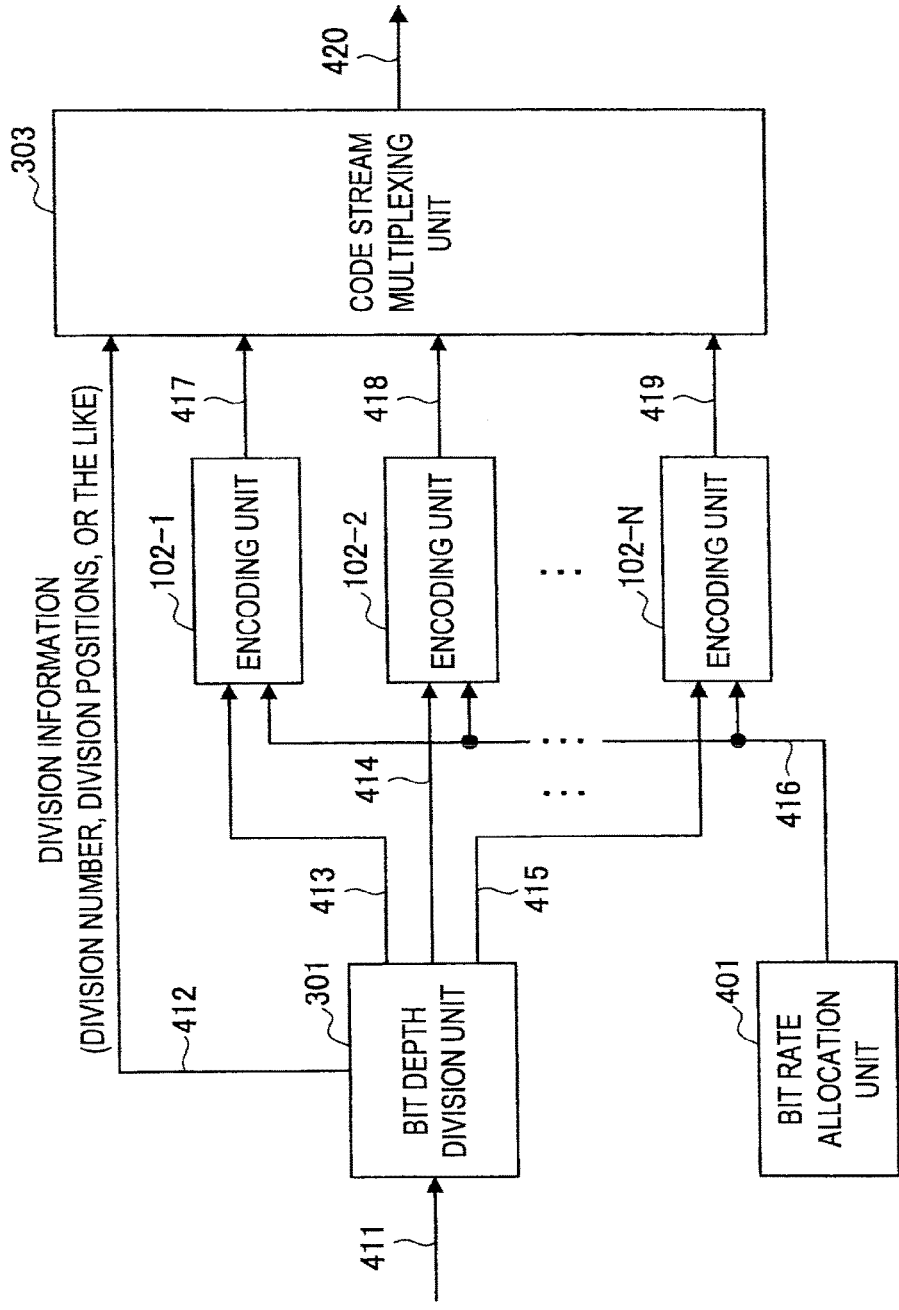 DIVISION INFORMATION
(DIVISION NUMBER, DIVISION POSITIONS, OR THE LIKE)
411
412
301
BIT DEPTH
DIVISION UNIT
413
414
415
401
BIT RATE
ALLOCATION
UNIT
416
102-1
ENCODING UNIT
417
102-2
ENCODING UNIT
418
...
...
...
102-N
ENCODING UNIT
419
303
CODE STREAM
MULTIPLEXING
UNIT
420